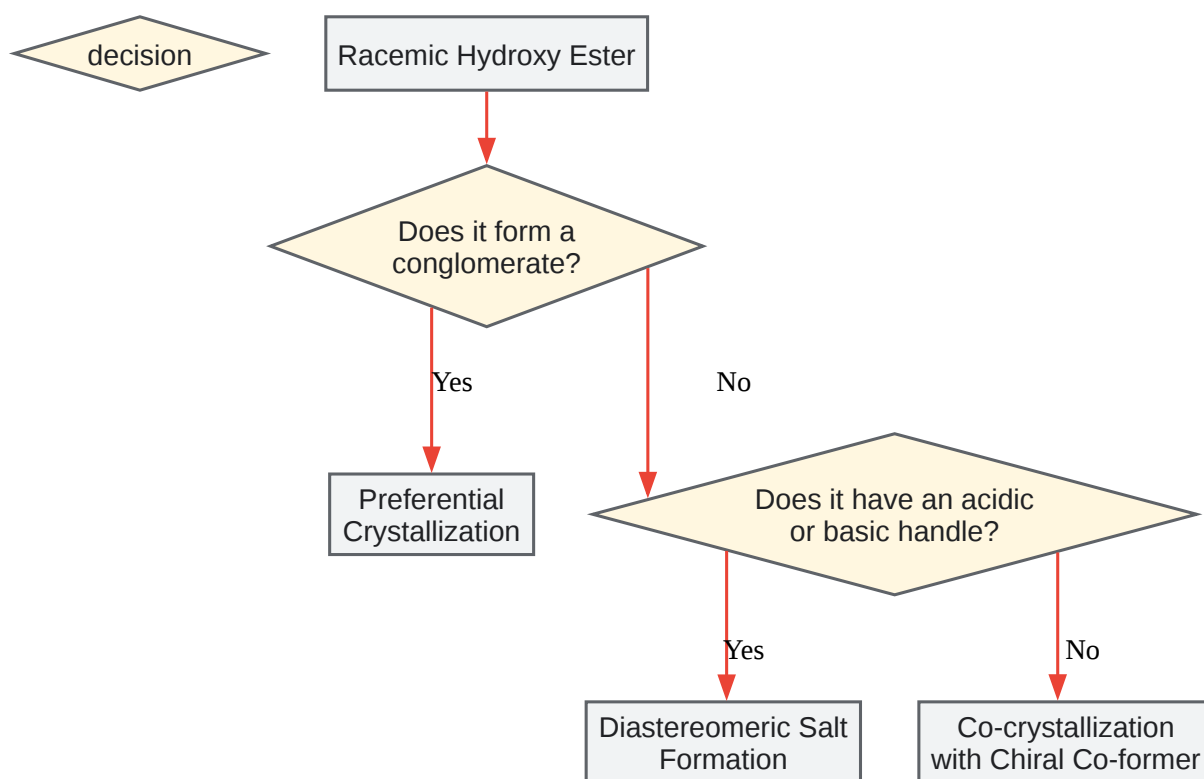 decision
Racemic Hydroxy Ester
Does it form a
conglomerate?
Yes
No
Preferential
Crystallization
Does it have an acidic
or basic handle?
Yes
No
Diastereomeric Salt
Formation
Co-crystallization
with Chiral Co-former